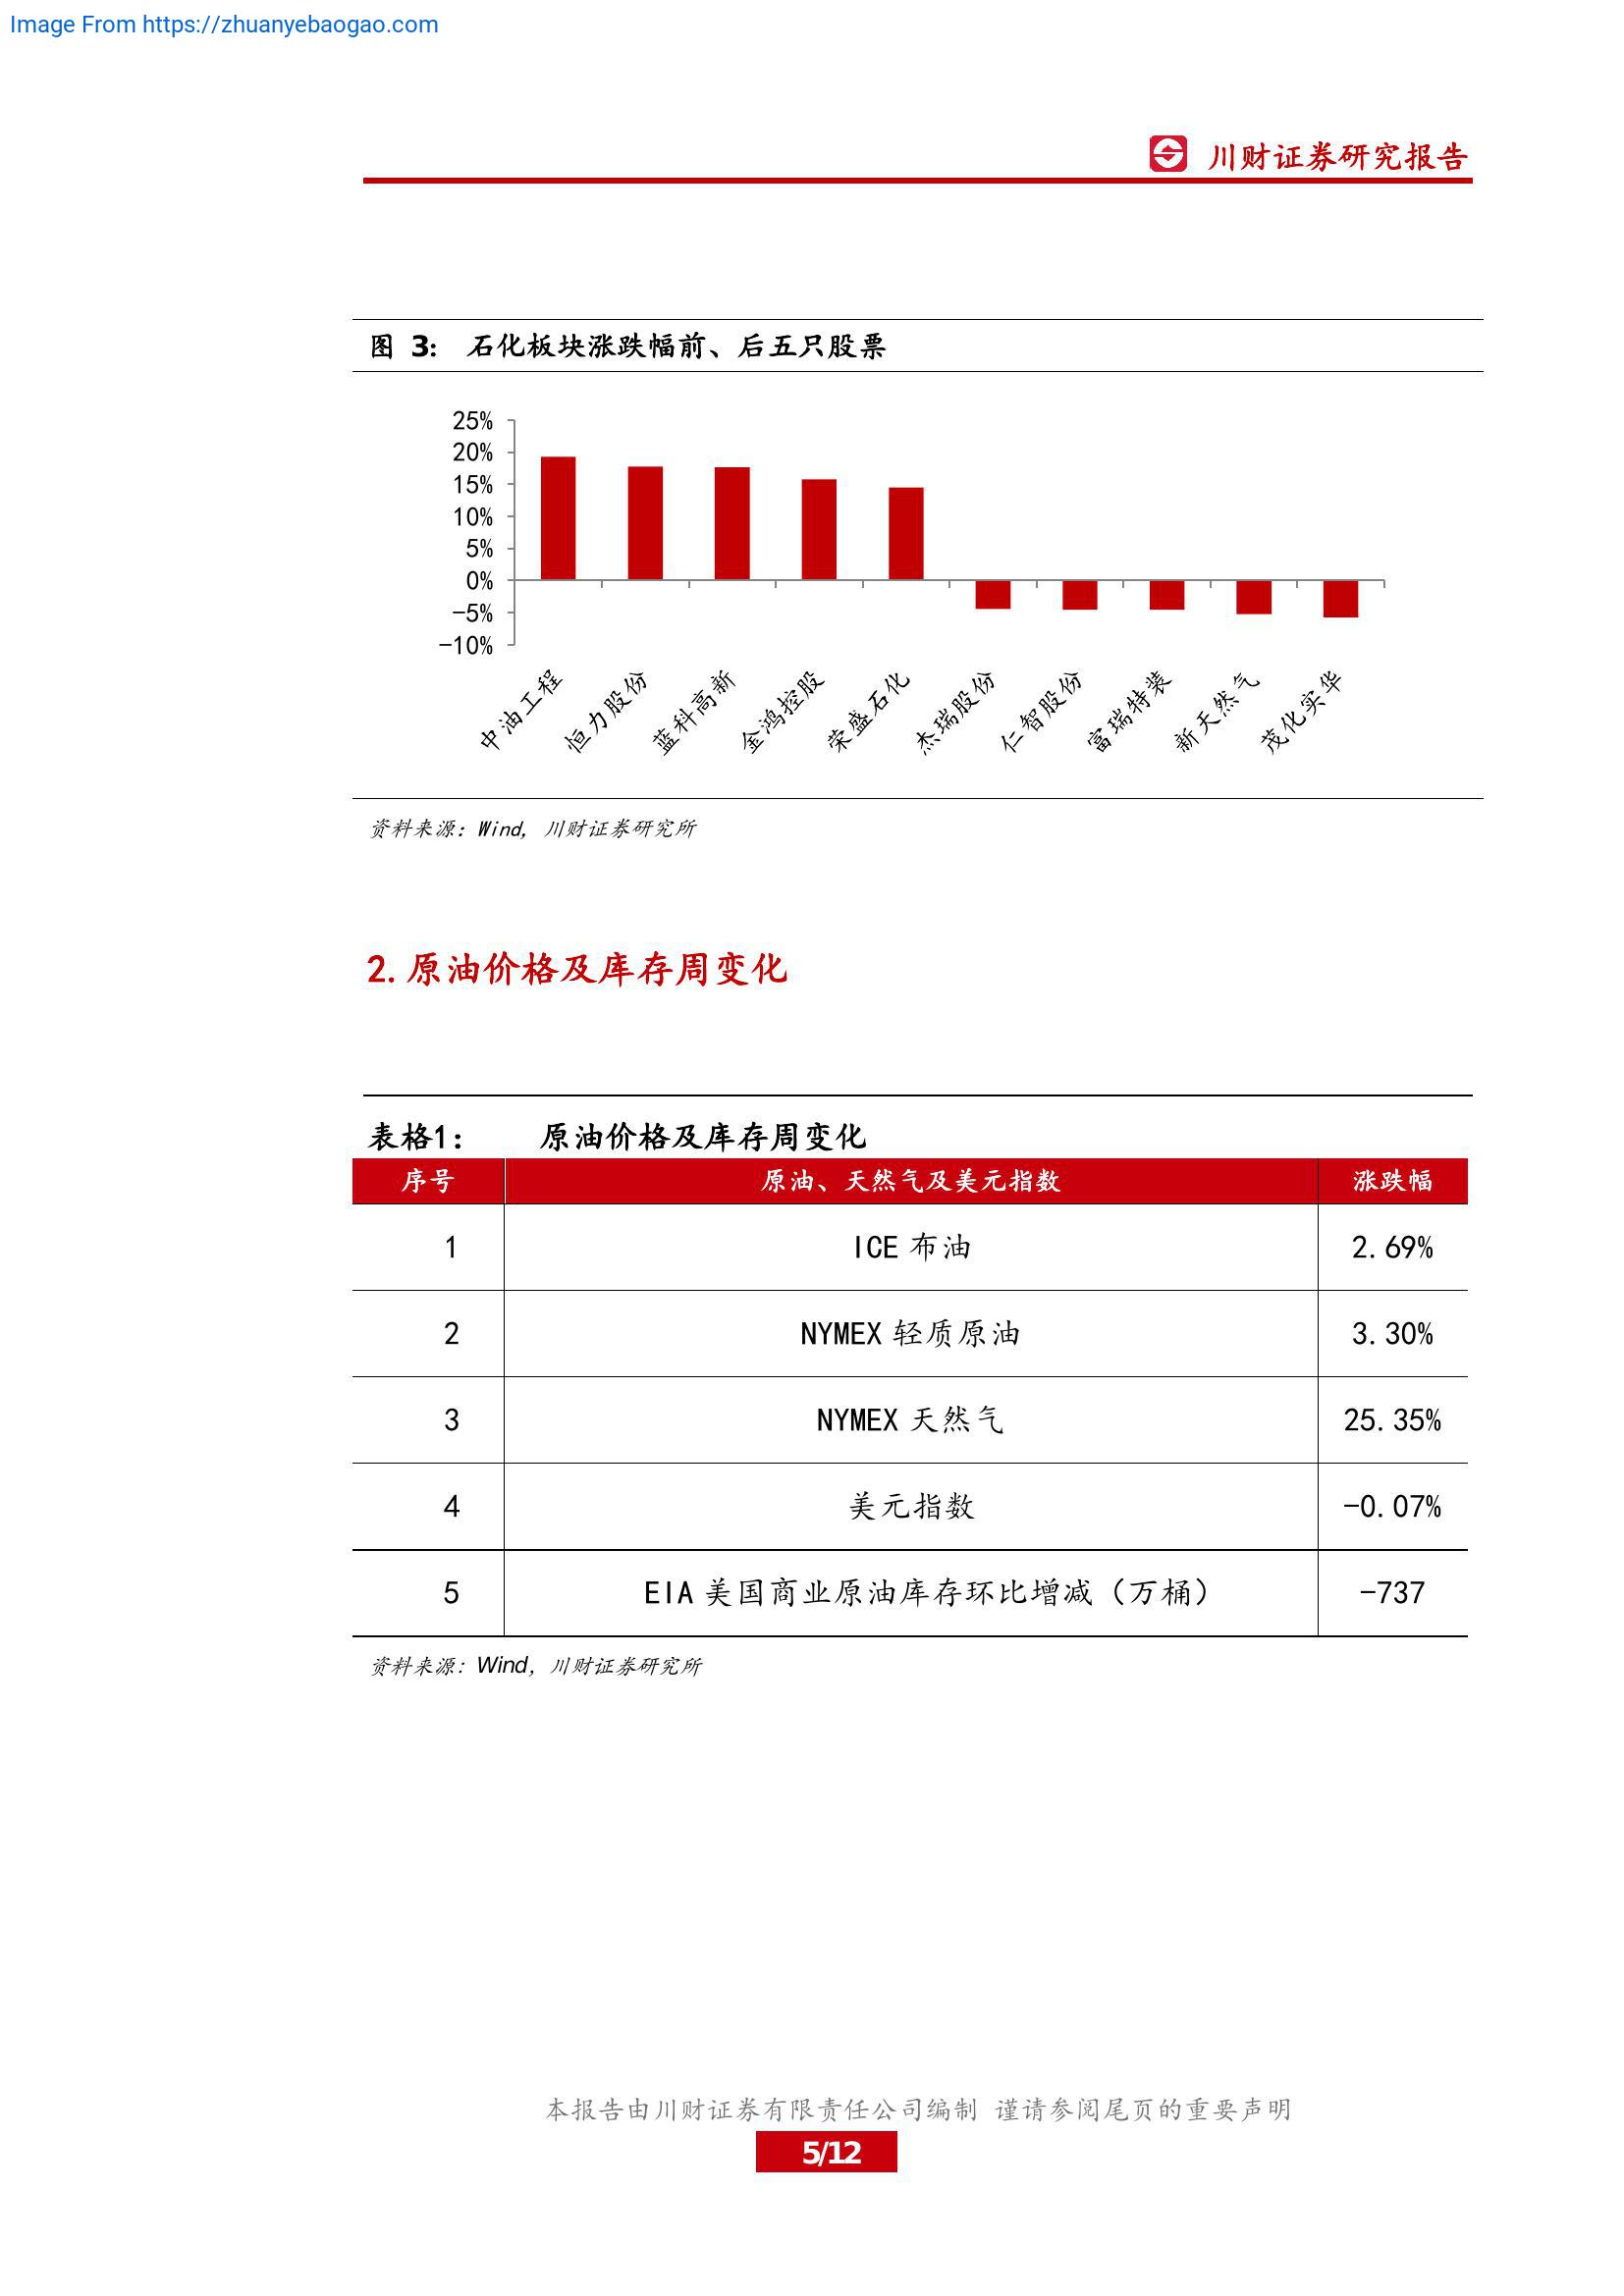 Image From https://zhuanyebaogao.com
川财证券研究报告
图 3: 石化板块涨跌幅前、后五只股票
25%
20%
15%
10%
5%
0%
-5%
-10%
中油工程
恒力股份
蓝科高新
金鸿控股
荣盛石化
杰瑞股份
仁智股份
富瑞特装
新天然气
茂化实华
资料来源：Wind，川财证券研究所
2.原油价格及库存周变化
表格1： 原油价格及库存周变化
序号 原油、天然气及美元指数 涨跌幅
1 ICE 布油 2.69%
2 NYMEX 轻质原油 3.30%
3 NYMEX 天然气 25.35%
4 美元指数 -0.07%
5 EIA 美国商业原油库存环比增减（万桶） -737
资料来源：Wind，川财证券研究所
本报告由川财证券有限责任公司编制 谨请参阅尾页的重要声明
5/12